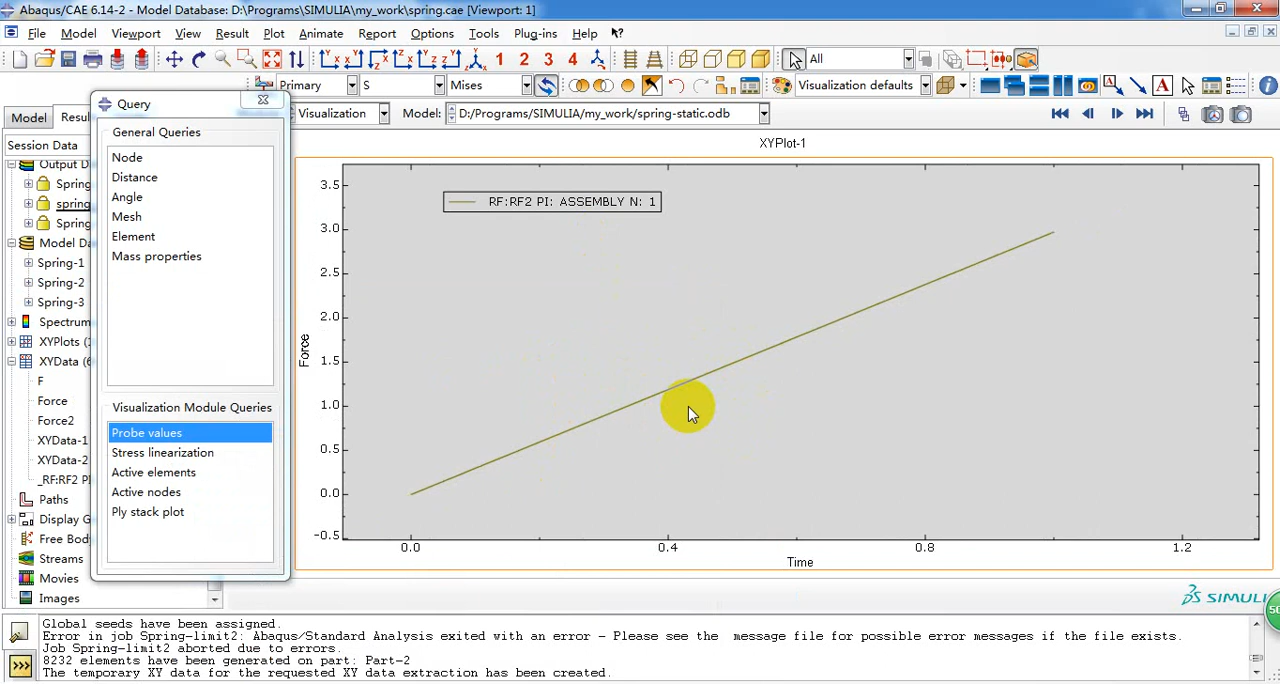 Abaqus/CAE 6.14-2 - Model Database: D:\Programs\SIMULIA\my_work\spring.cae [Viewport: 1]
File Model Viewport View Result Plot Animate Report Options Tools Plug-ins Help
1 2 3 4 All
Primary S Mises Visualization defaults
Model Visualization Model: D:/Programs/SIMULIA/my_work/spring-static.odb
Session Data
Output D
Spring
spring
Spring
Model Da
Spring-1
Spring-2
Spring-3
Spectrum
XYPlots (1
XYData (6
F
Force
Force2
XYData-1
XYData-2
_RF:RF2 PI
Paths
Display G
Free Bod
Streams
Movies
Images
Query
General Queries
Node
Distance
Angle
Mesh
Element
Mass properties
Visualization Module Queries
Probe values
Stress linearization
Active elements
Active nodes
Ply stack plot
XYPlot-1
RF:RF2 PI: ASSEMBLY N: 1
3.5
3.0
2.5
2.0
1.5
1.0
0.5
0.0
-0.5
Force
0.0 0.4 0.8 1.2
Time
SIMULI
Global seeds have been assigned.
Error in job Spring-limit2: Abaqus/Standard Analysis exited with an error - Please see the message file for possible error messages if the file exists.
Job Spring-limit2 aborted due to errors.
8232 elements have been generated on part: Part-2
The temporary XY data for the requested XY data extraction has been created.